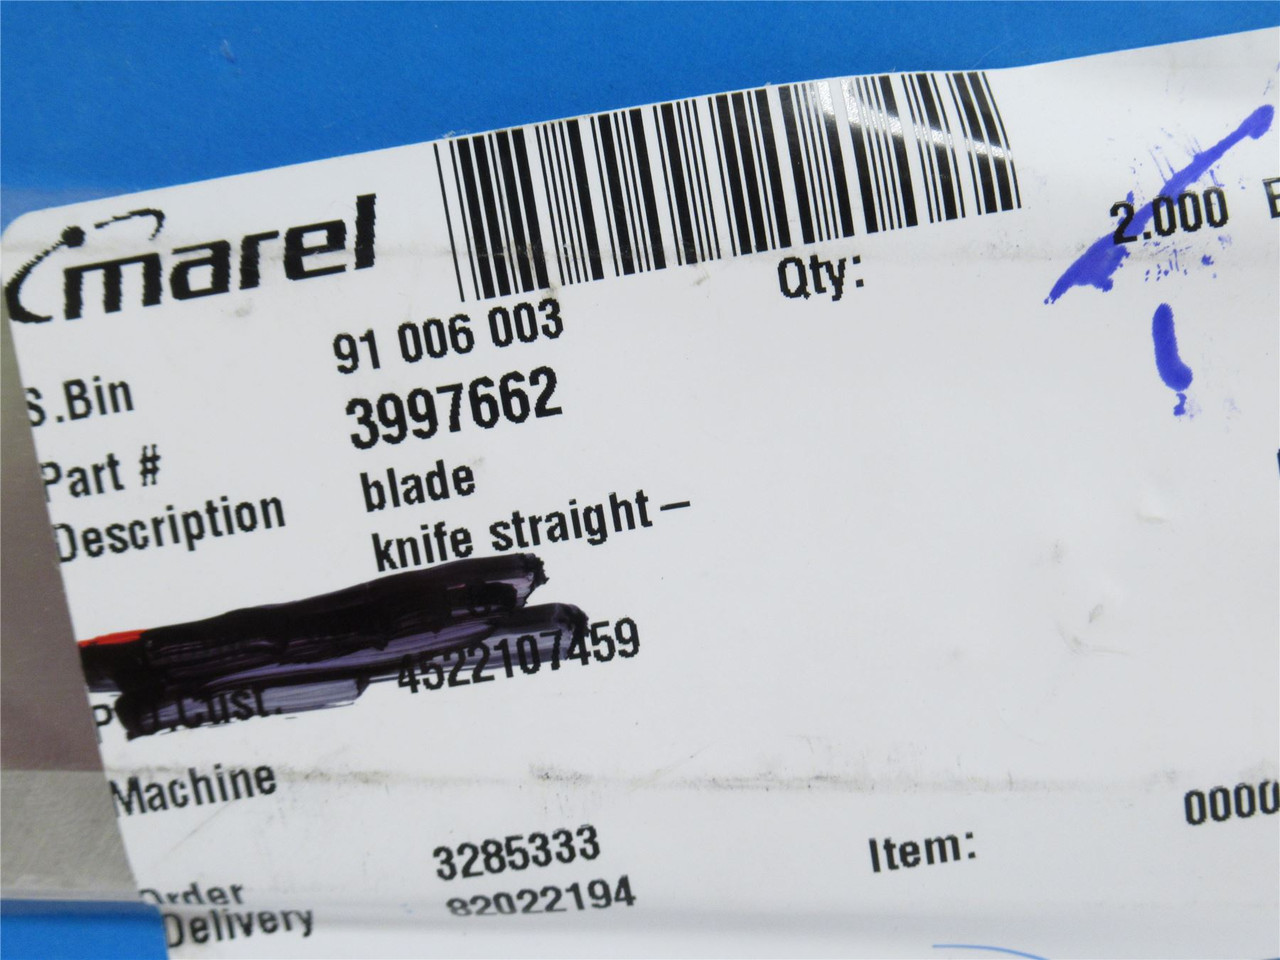 marel
2.000
Qty:
S.Bin 91 006 003
Part # 3997662
Description blade
knife straight –
P.O.Cust. 4522107459
Machine
Order 3285333 Item: 0000
Delivery 82022194